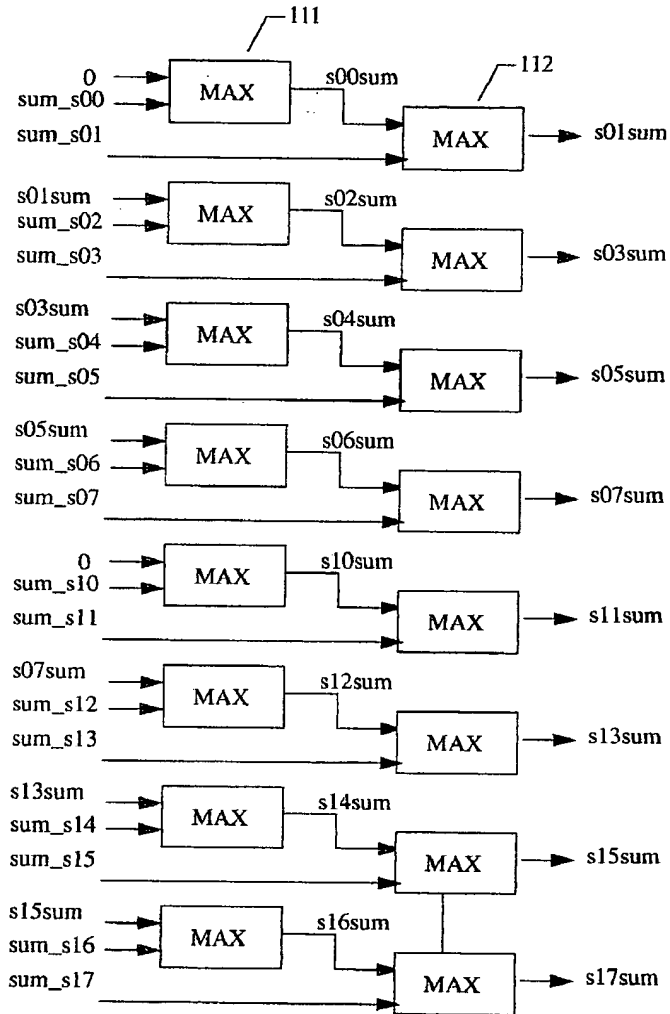 111
112
0
sum_s00
sum_s01
MAX
s00sum
MAX
s01sum
s01sum
sum_s02
sum_s03
MAX
s02sum
MAX
s03sum
s03sum
sum_s04
sum_s05
MAX
s04sum
MAX
s05sum
s05sum
sum_s06
sum_s07
MAX
s06sum
MAX
s07sum
0
sum_s10
sum_s11
MAX
s10sum
MAX
s11sum
s07sum
sum_s12
sum_s13
MAX
s12sum
MAX
s13sum
s13sum
sum_s14
sum_s15
MAX
s14sum
MAX
s15sum
s15sum
sum_s16
sum_s17
MAX
s16sum
MAX
s17sum